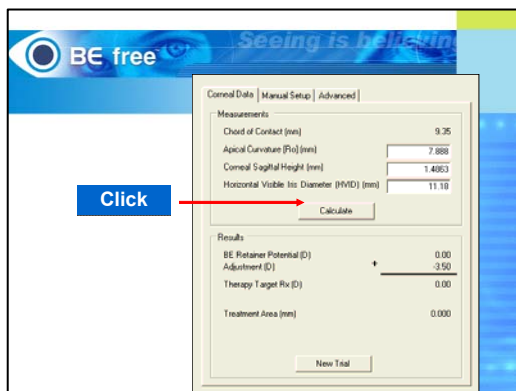 Seeing is believing
BE free
Corneal Data Manual Setup Advanced
Measurements
Chord of Contact (mm) 9.35
Apical Curvature (Ro) (mm) 7.888
Corneal Sagittal Height (mm) 1.4863
Horizontal Visible Iris Diameter (HVID) (mm) 11.18
Click
Calculate
Results
BE Retainer Potential (D) 0.00
Adjustment (D) + -3.50
Therapy Target Rx (D) 0.00
Treatment Area (mm) 0.000
New Trial